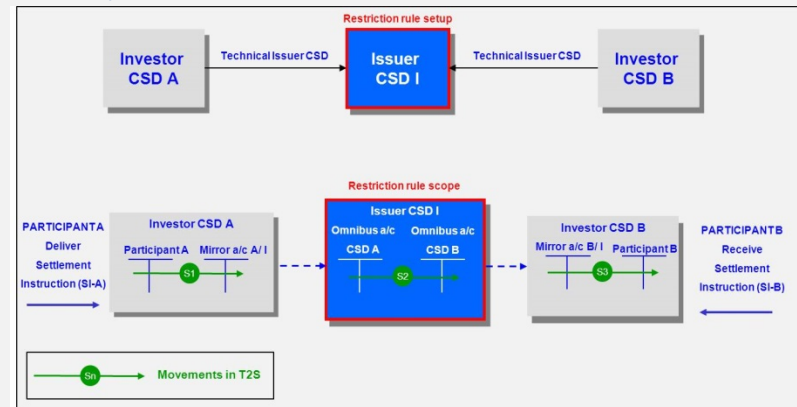 Restriction rule setup
Investor
CSD A
Technical Issuer CSD
Issuer
CSD I
Technical Issuer CSD
Investor
CSD B
Restriction rule scope
PARTICIPANTA
Deliver
Settlement
Instruction (SI-A)
Investor CSD A
Participant A
Mirror a/c A/ I
S1
Issuer CSD I
Omnibus a/c
CSD A
Omnibus a/c
CSD B
S2
Investor CSD B
Mirror a/c B/ I
Participant B
S3
PARTICIPANTB
Receive
Settlement
Instruction (SI-B)
Sn
Movements in T2S